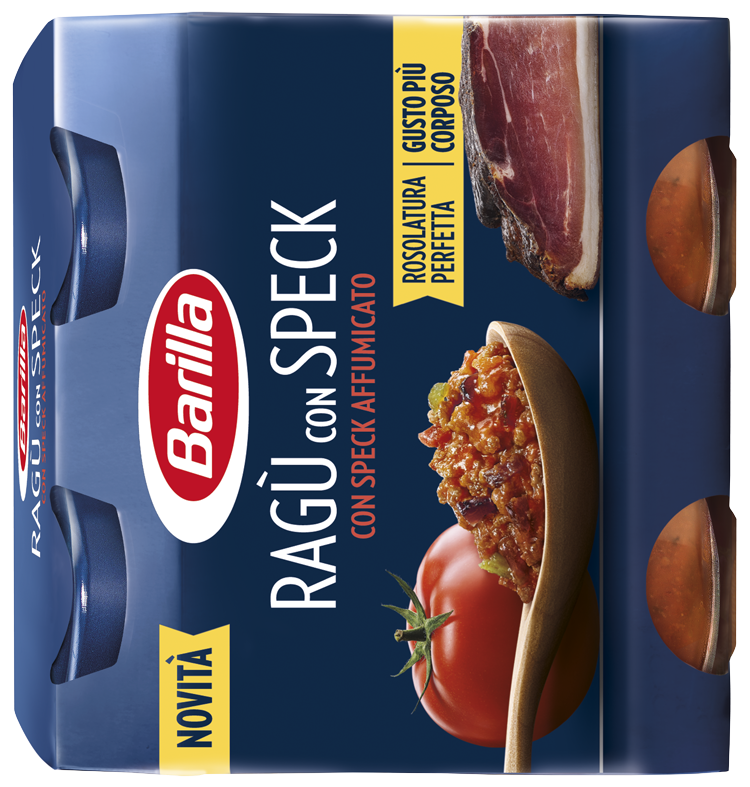 Barilla
RAGÙ CON SPECK
CON SPECK AFFUMICATO
NOVITÀ
Barilla
RAGÙ CON SPECK
CON SPECK AFFUMICATO
ROSOLATURA
PERFETTA
GUSTO PIÙ
CORPOSO